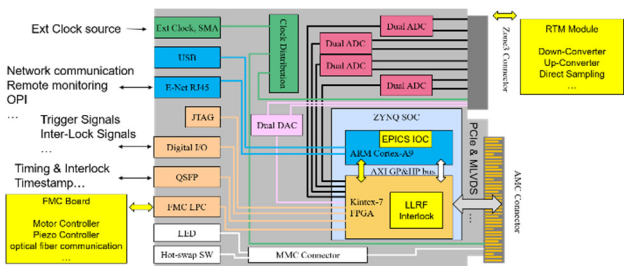 Ext Clock source
Network communication
Remote monitoring
OPI
...
Trigger Signals
Inter-Lock Signals
...
Timing & Interlock
Timestamp...
FMC Board
Motor Controller
Piezo Controller
optical fiber communication
...
Ext Clock, SMA
USB
E-Net RJ45
JTAG
Digital I/O
QSFP
FMC LPC
LED
Hot-swap SW
Clock Distribution
Dual ADC
Dual ADC
Dual ADC
Dual ADC
Dual DAC
ZYNQ SOC
EPICS IOC
ARM Cortex-A9
AXI GP&HP bus
Kintex-7
FPGA
LLRF
Interlock
MMC Connector
Zone3 Connector
PCIe & MLVDS
...
AMC Connector
RTM Module
Down-Converter
Up-Converter
Direct Sampling
...